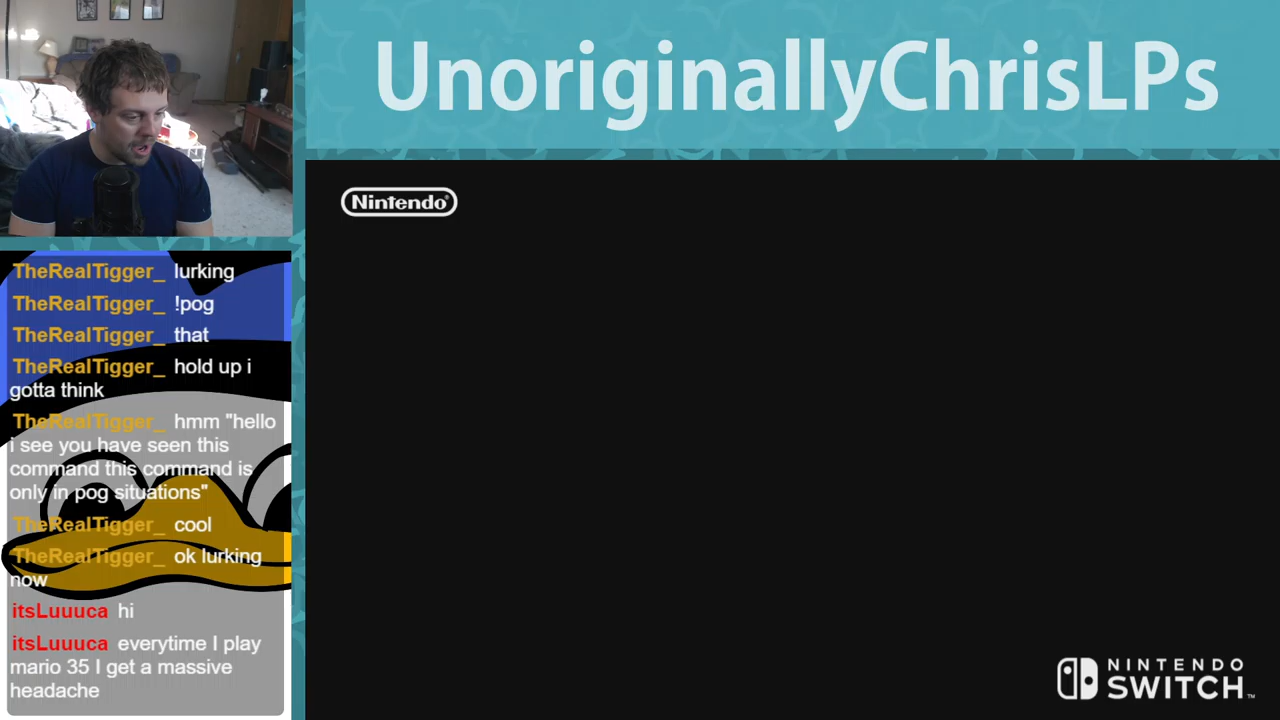 UnoriginallyChrisLPs
Nintendo
TheRealTigger_ lurking
TheRealTigger_ !pog
TheRealTigger_ that
TheRealTigger_ hold up i
gotta think
TheRealTigger_ hmm "hello
i see you have seen this
command this command is
only in pog situations"
TheRealTigger_ cool
TheRealTigger_ ok lurking
now
itsLuuuca hi
itsLuuuca everytime I play
mario 35 I get a massive
headache
NINTENDO
SWITCH™